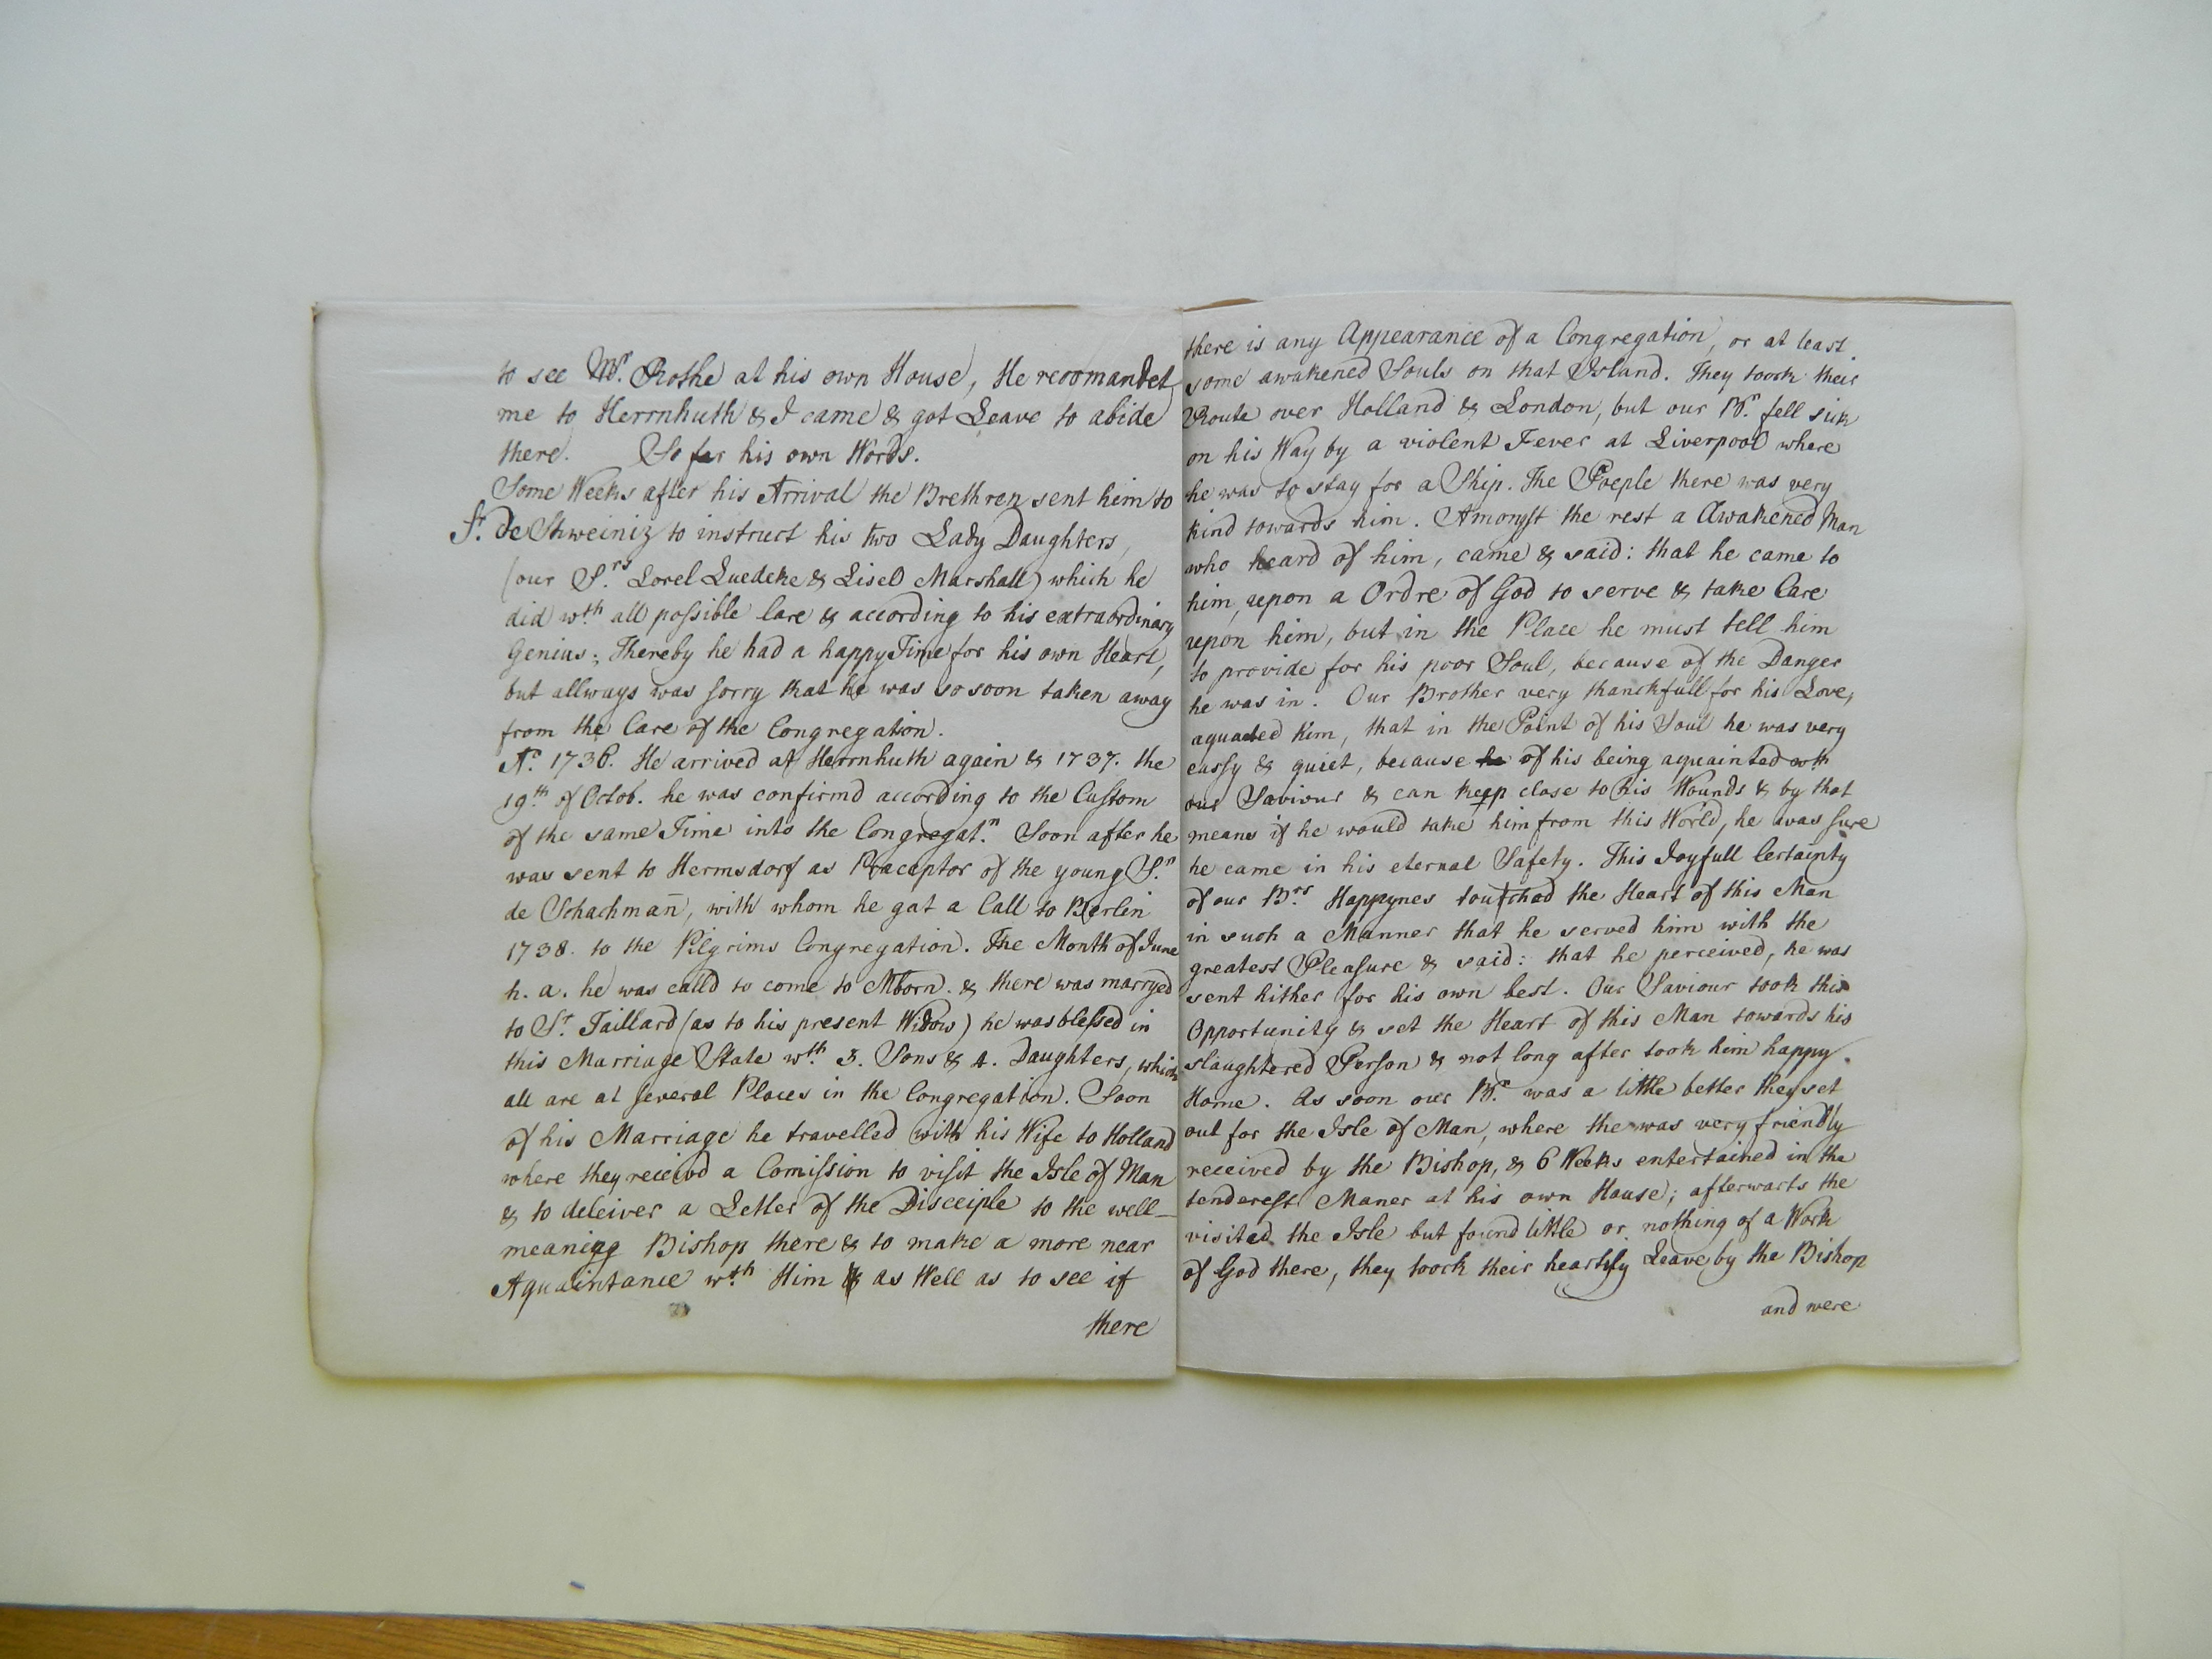 to see Mr. Rothe at his own House, He recomandet
me to Herrnhuth & I came & got Leave to abide
there. So far his own Words.
Some Weeks after his Arrival the Brethren sent him to
Sr. de Shweiniz to instruct his two Lady Daughters,
(our S.rs Lorel Luedeke & Lisel Marshall) which he
did wth. all possible Care & according to his extraordinary
Genius; Thereby he had a happy Time for his own Heart,
but allways was sorry that he was so soon taken away
from the Care of the Congregation.
Ao. 1736. He arrived at Herrnhuth again & 1737. the
19th. of Octob. he was confirmd according to the Custom
of the same Time into the Congregat.n Soon after he
was sent to Hermsdorf as Præceptor of the young S.n
de Schachman̄, with whom he gat a Call to Berlin
1738. to the Pilgrims Congregation. The Month of June
h. a. he was calld to come to Mborn. & there was marryed
to Sr. Taillard (as to his present Widow) he was blessed in
this Marriage State wth. 3. Sons & 4. Daughters, which
all are at several Places in the Congregation. Soon
of his Marriage he travelled with his Wife to Holland
where they receivd a Comission to visit the Isle of Man
& to deleiver a Letter of the Disceiple to the well-
meaning Bishop there & to make a more near
Aquaintance wth. Him & as Well as to see if
there
there is any Appearance of a Congregation, or at least
some awakened Souls on that Island. They toock their
Route over Holland & London, but our Br. fell sick
on his Way by a violent Fever at Liverpool where
he was to stay for a Ship. The Poeple there was very
kind towards him. Amongst the rest a Awakened Man
who heard of him, came & said: that he came to
him, upon a Ordre of God to serve & take Care
upon him, but in the Place he must tell him
to provide for his poor Soul, because of the Danger
he was in. Our Brother very thanckfull for his Love,
aquaded him, that in the Point of his Soul he was very
eassy & quiet, because he of his being aquainted wth
our Saviour & can keep close to his Wounds & by that
means if he would take him from this World, he was sure
he came in his eternal Safety. This Joyfull Certainty
of our Br.rs Happynes toutched the Heart of this Man
in such a Manner that he served him with the
greatest Pleasure & said: that he perceived, he was
sent hither for his own best. Our Saviour took this
Opportunity & set the Heart of this Man towards his
slaughtered Person & not long after took him happy
Home. As soon our Br. was a little better they set
out for the Isle of Man, where the was very friendly
received by the Bishop, & 6 Weeks entertained in the
tenderest Maner at his own House; afterwarts the
visited the Isle but found little or nothing of a Work
of God there, they toock their heartyly Leave by the Bishop
and were